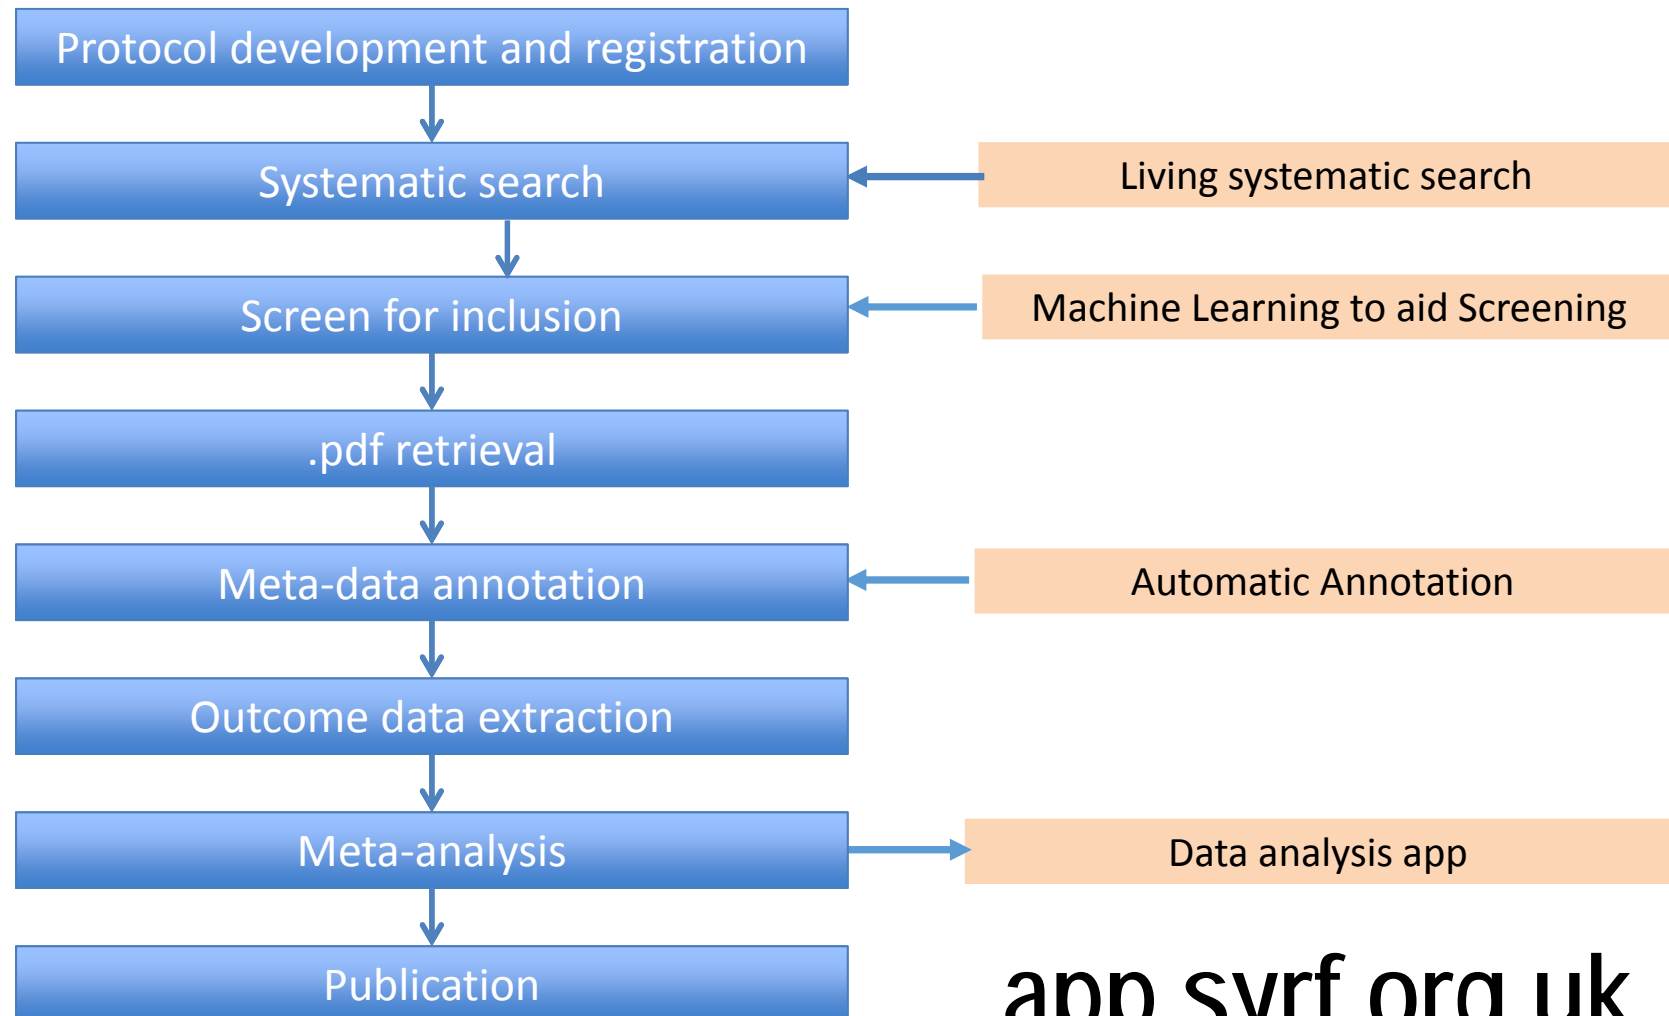 Protocol development and registration
Systematic search
Living systematic search
Screen for inclusion
Machine Learning to aid Screening
.pdf retrieval
Meta-data annotation
Automatic Annotation
Outcome data extraction
Meta-analysis
Data analysis app
Publication
app.syrf.org.uk